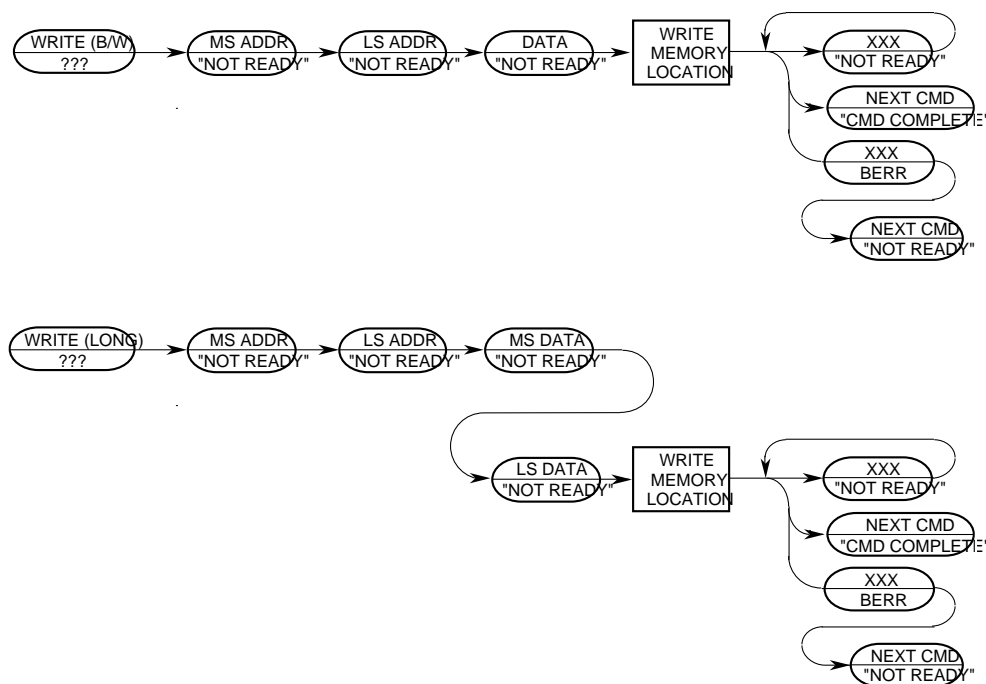 WRITE (B/W)
???
MS ADDR
"NOT READY"
LS ADDR
"NOT READY"
DATA
"NOT READY"
WRITE
MEMORY
LOCATION
XXX
"NOT READY"
NEXT CMD
"CMD COMPLETE"
XXX
BERR
NEXT CMD
"NOT READY"
WRITE (LONG)
???
MS ADDR
"NOT READY"
LS ADDR
"NOT READY"
MS DATA
"NOT READY"
LS DATA
"NOT READY"
WRITE
MEMORY
LOCATION
XXX
"NOT READY"
NEXT CMD
"CMD COMPLETE"
XXX
BERR
NEXT CMD
"NOT READY"